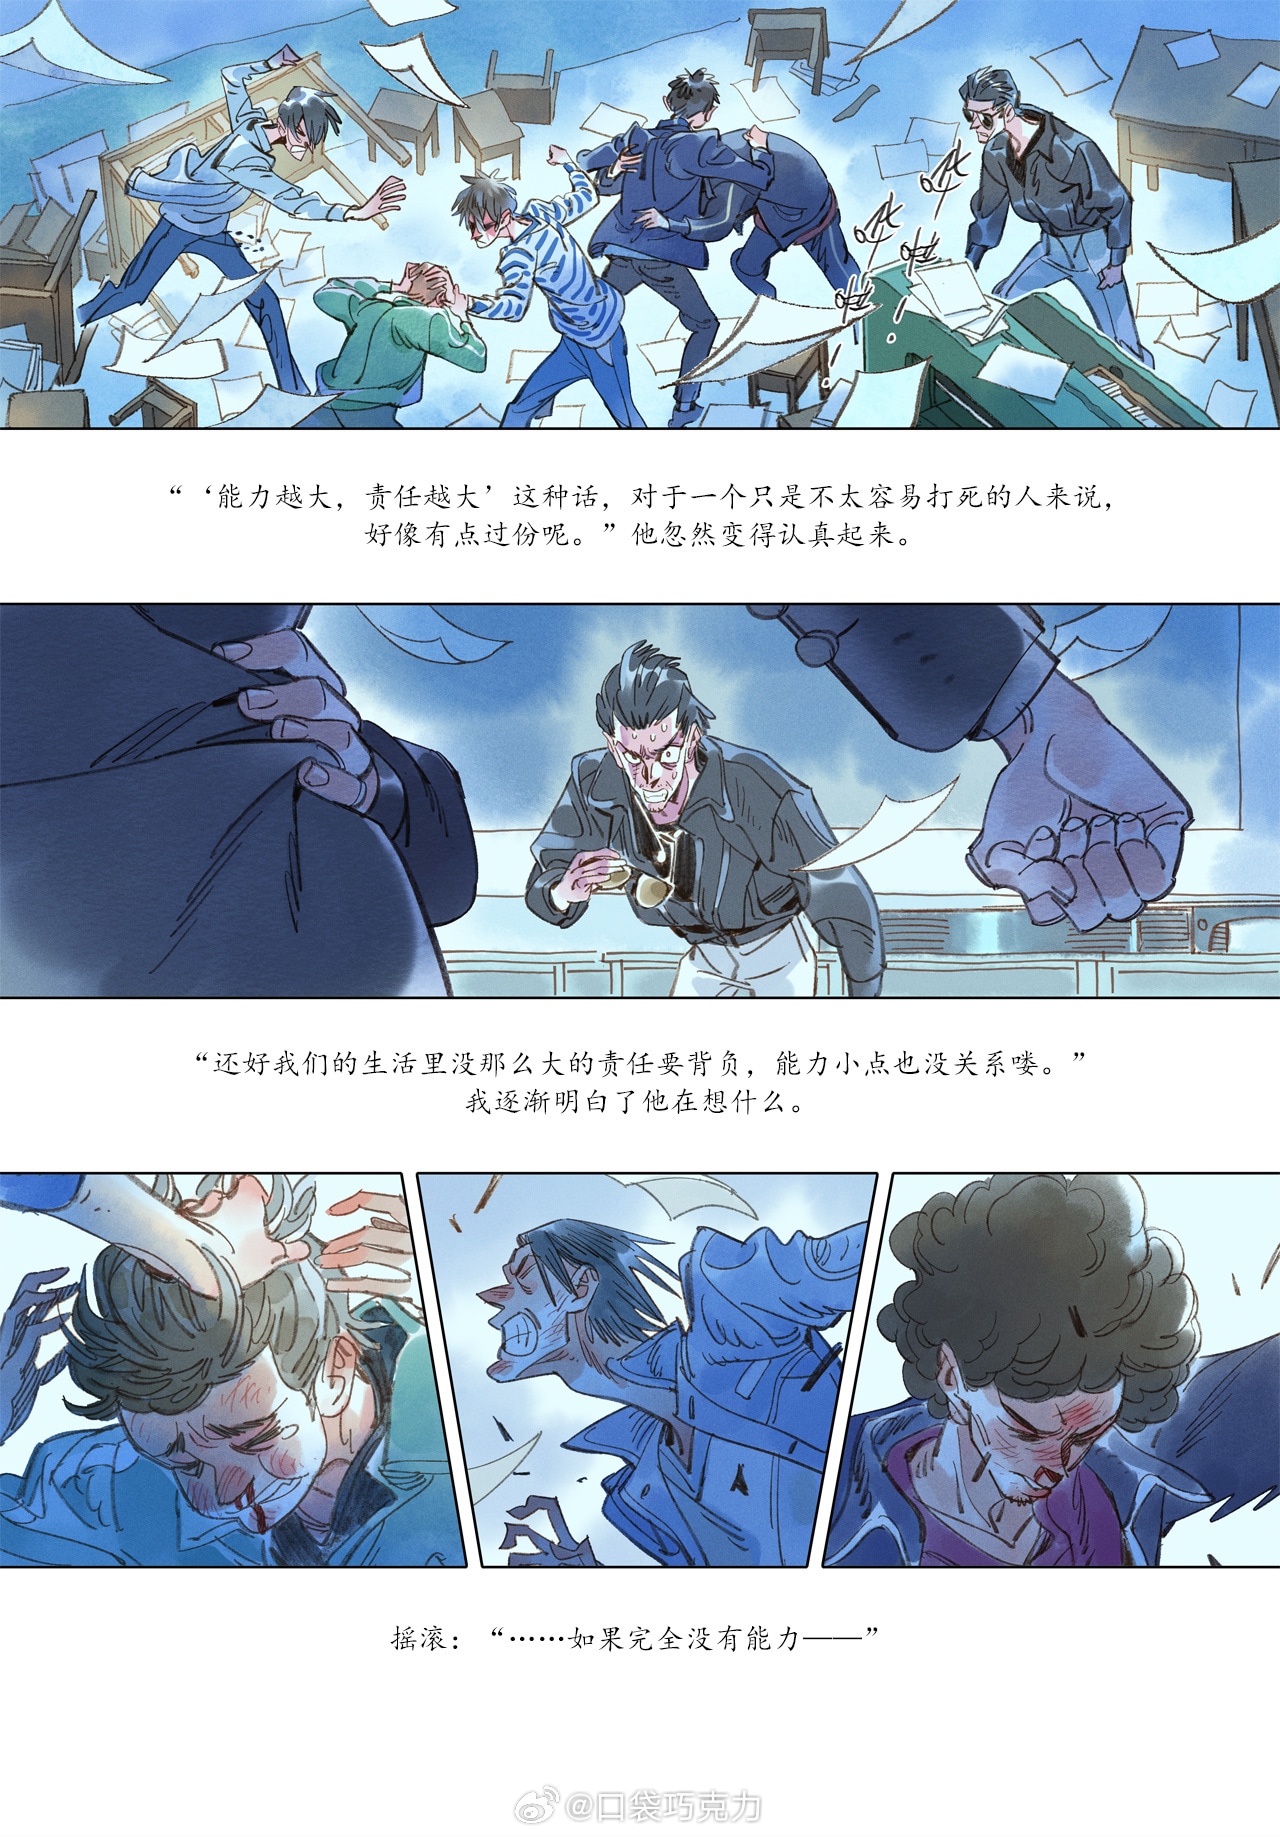 吣
吣
吣
吣
“‘能力越大，责任越大’这种话，对于一个只是不太容易打死的人来说，
好像有点过份呢。”他忽然变得认真起来。
“还好我们的生活里没那么大的责任要背负，能力小点也没关系喽。”
我逐渐明白了他在想什么。
摇滚：“……如果完全没有能力——”
@口袋巧克力